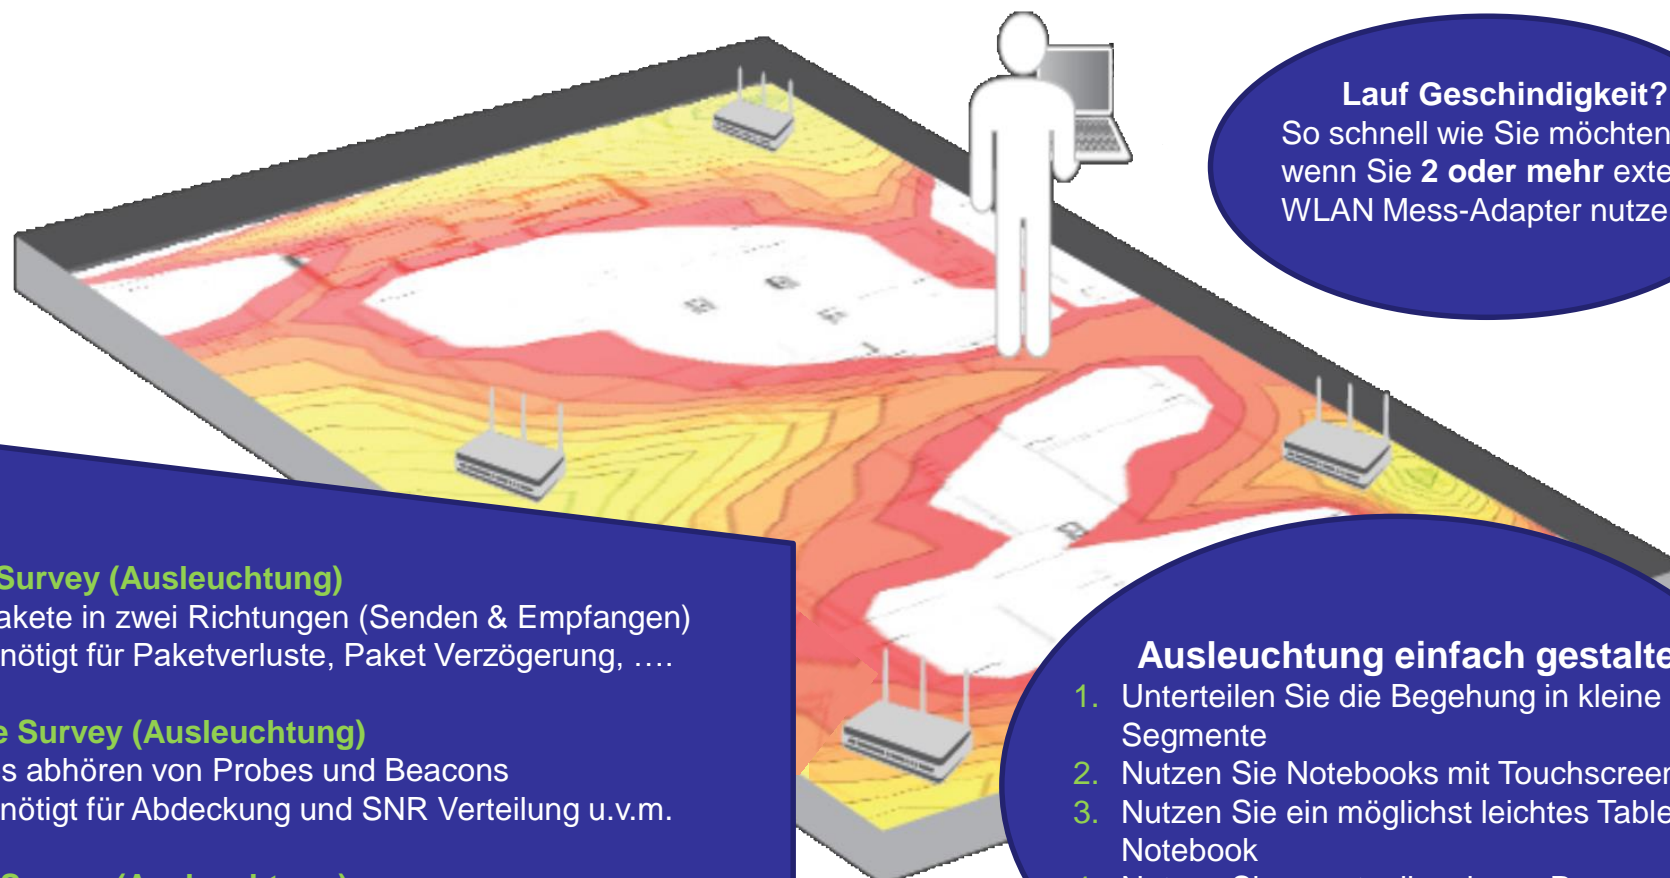 Lauf Geschindigkeit?
So schnell wie Sie möchten
wenn Sie 2 oder mehr exte
WLAN Mess-Adapter nutze
Survey (Ausleuchtung)
akete in zwei Richtungen (Senden & Empfangen)
nötigt für Paketverluste, Paket Verzögerung, ….
e Survey (Ausleuchtung)
s abhören von Probes und Beacons
nötigt für Abdeckung und SNR Verteilung u.v.m.
Survey (Ausleuchtung)
Ausleuchtung einfach gestalte
1. Unterteilen Sie die Begehung in kleine
Segmente
2. Nutzen Sie Notebooks mit Touchscreen
3. Nutzen Sie ein möglichst leichtes Table
Notebook